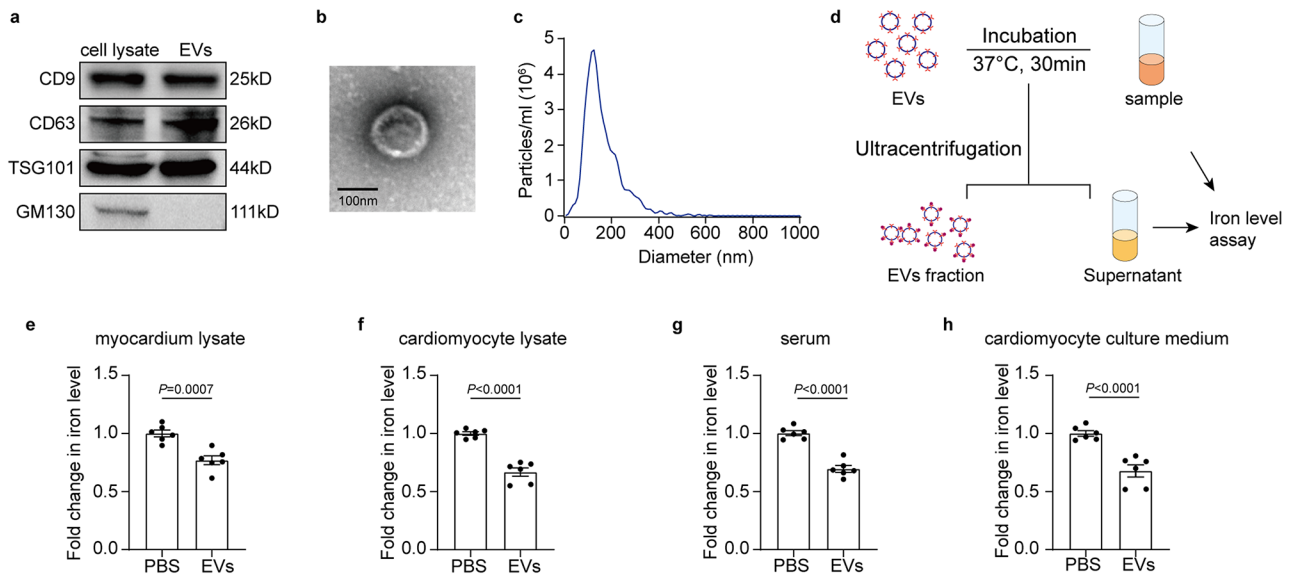 a
cell lysate EVs
CD9 25kD
CD63 26kD
TSG101 44kD
GM130 111kD
b
100nm
c
Particles/ml (10⁶)
5
4
3
2
1
0
0 200 400 600 800 1000
Diameter (nm)
d
EVs
Incubation
37°C, 30min
sample
Ultracentrifugation
EVs fraction
Supernatant
Iron level
assay
e
myocardium lysate
Fold change in iron level
1.5
1.0
0.5
0.0
P=0.0007
PBS EVs
f
cardiomyocyte lysate
Fold change in iron level
1.5
1.0
0.5
0.0
P<0.0001
PBS EVs
g
serum
Fold change in iron level
1.5
1.0
0.5
0.0
P<0.0001
PBS EVs
h
cardiomyocyte culture medium
Fold change in iron level
1.5
1.0
0.5
0.0
P<0.0001
PBS EVs